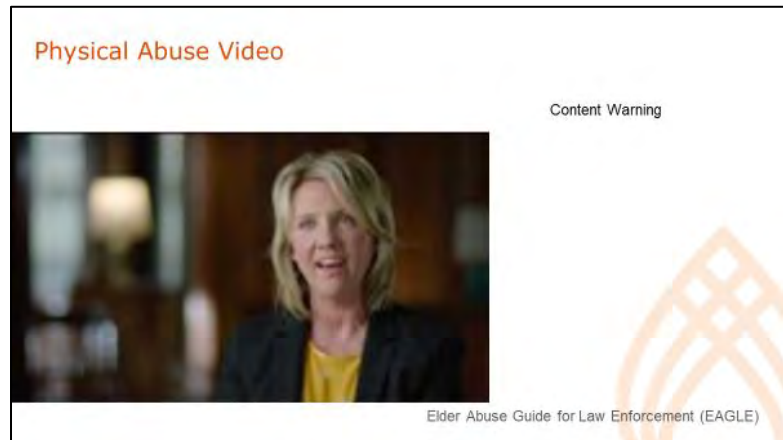 Physical Abuse Video
Content Warning
Elder Abuse Guide for Law Enforcement (EAGLE)